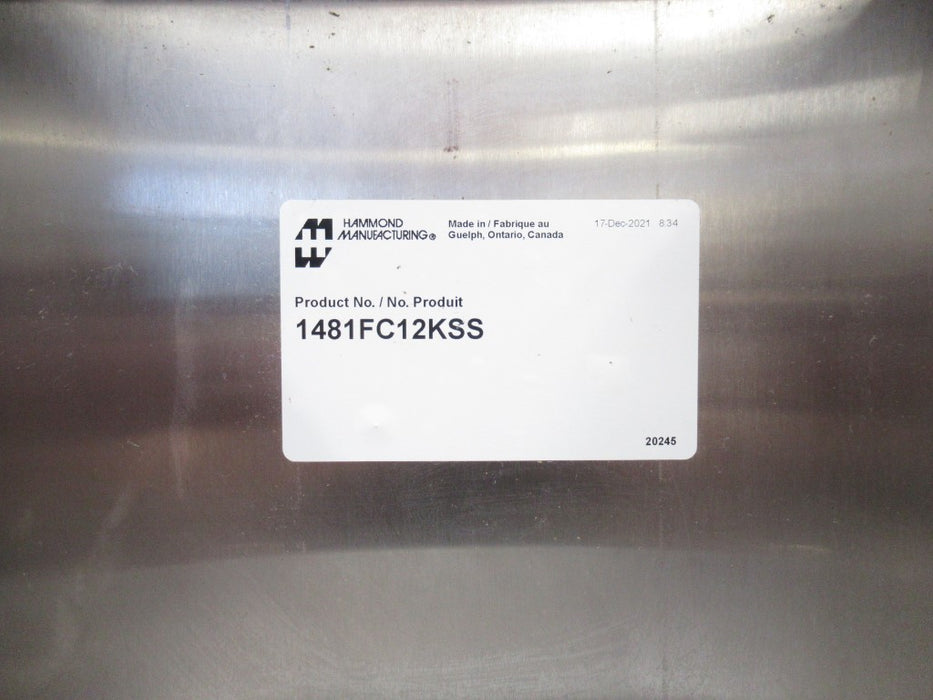 HAMMOND
MANUFACTURING®
Made in / Fabrique au
Guelph, Ontario, Canada
17-Dec-2021 8:34
Product No. / No. Produit
1481FC12KSS
20245